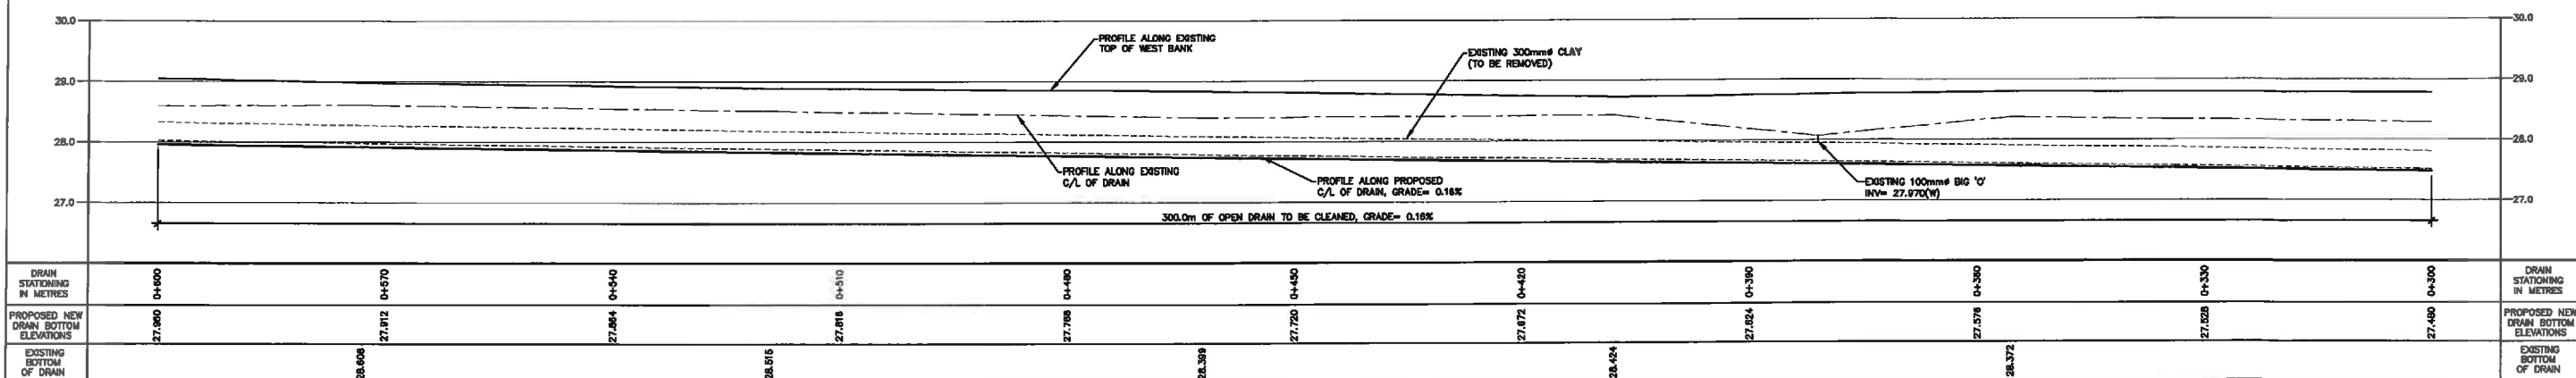 30.0
30.0
PROFILE ALONG EXISTING
TOP OF WEST BANK
EXISTING 300mmø CLAY
(TO BE REMOVED)
29.0
29.0
28.0
28.0
PROFILE ALONG EXISTING
C/L OF DRAIN
PROFILE ALONG PROPOSED
C/L OF DRAIN, GRADE= 0.16%
EXISTING 100mmø BIG 'O'
INV= 27.970(W)
27.0
27.0
300.0m OF OPEN DRAIN TO BE CLEANED, GRADE= 0.16%
DRAIN
STATIONING
IN METRES
0+600
0+570
0+540
0+510
0+480
0+450
0+420
0+390
0+360
0+330
0+300
DRAIN
STATIONING
IN METRES
PROPOSED NEW
DRAIN BOTTOM
ELEVATIONS
27.960
27.912
27.864
27.816
27.768
27.720
27.672
27.624
27.576
27.528
27.480
PROPOSED NEW
DRAIN BOTTOM
ELEVATIONS
EXISTING
BOTTOM
OF DRAIN
28.608
28.515
28.399
28.424
28.372
EXISTING
BOTTOM
OF DRAIN